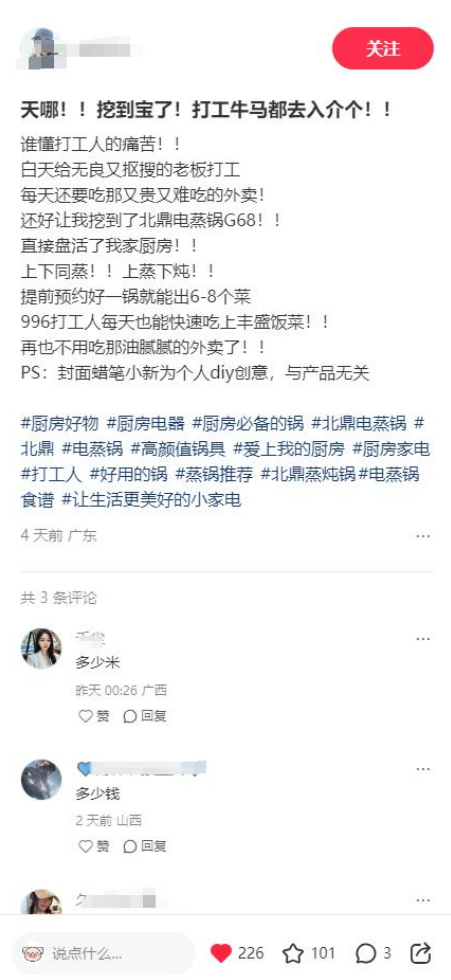 关注
天哪！！挖到宝了！打工牛马都去入介个！！
谁懂打工人的痛苦！！
白天给无良又抠搜的老板打工
每天还要吃那又贵又难吃的外卖！
还好让我挖到了北鼎电蒸锅G68！！
直接盘活了我家厨房！！
上下同蒸！！上蒸下炖！！
提前预约好一锅就能出6-8个菜
996打工人每天也能快速吃上丰盛饭菜！！
再也不用吃那油腻腻的外卖了！！
PS：封面蜡笔小新为个人diy创意，与产品无关
#厨房好物 #厨房电器 #厨房必备的锅 #北鼎电蒸锅 #
北鼎 #电蒸锅 #高颜值锅具 #爱上我的厨房 #厨房家电
#打工人 #好用的锅 #蒸锅推荐 #北鼎蒸炖锅#电蒸锅
食谱 #让生活更美好的小家电
4 天前 广东
共 3 条评论
多少米
昨天 00:26 广西
赞 回复
多少钱
2 天前 山西
赞 回复
说点什么... 226 101 3